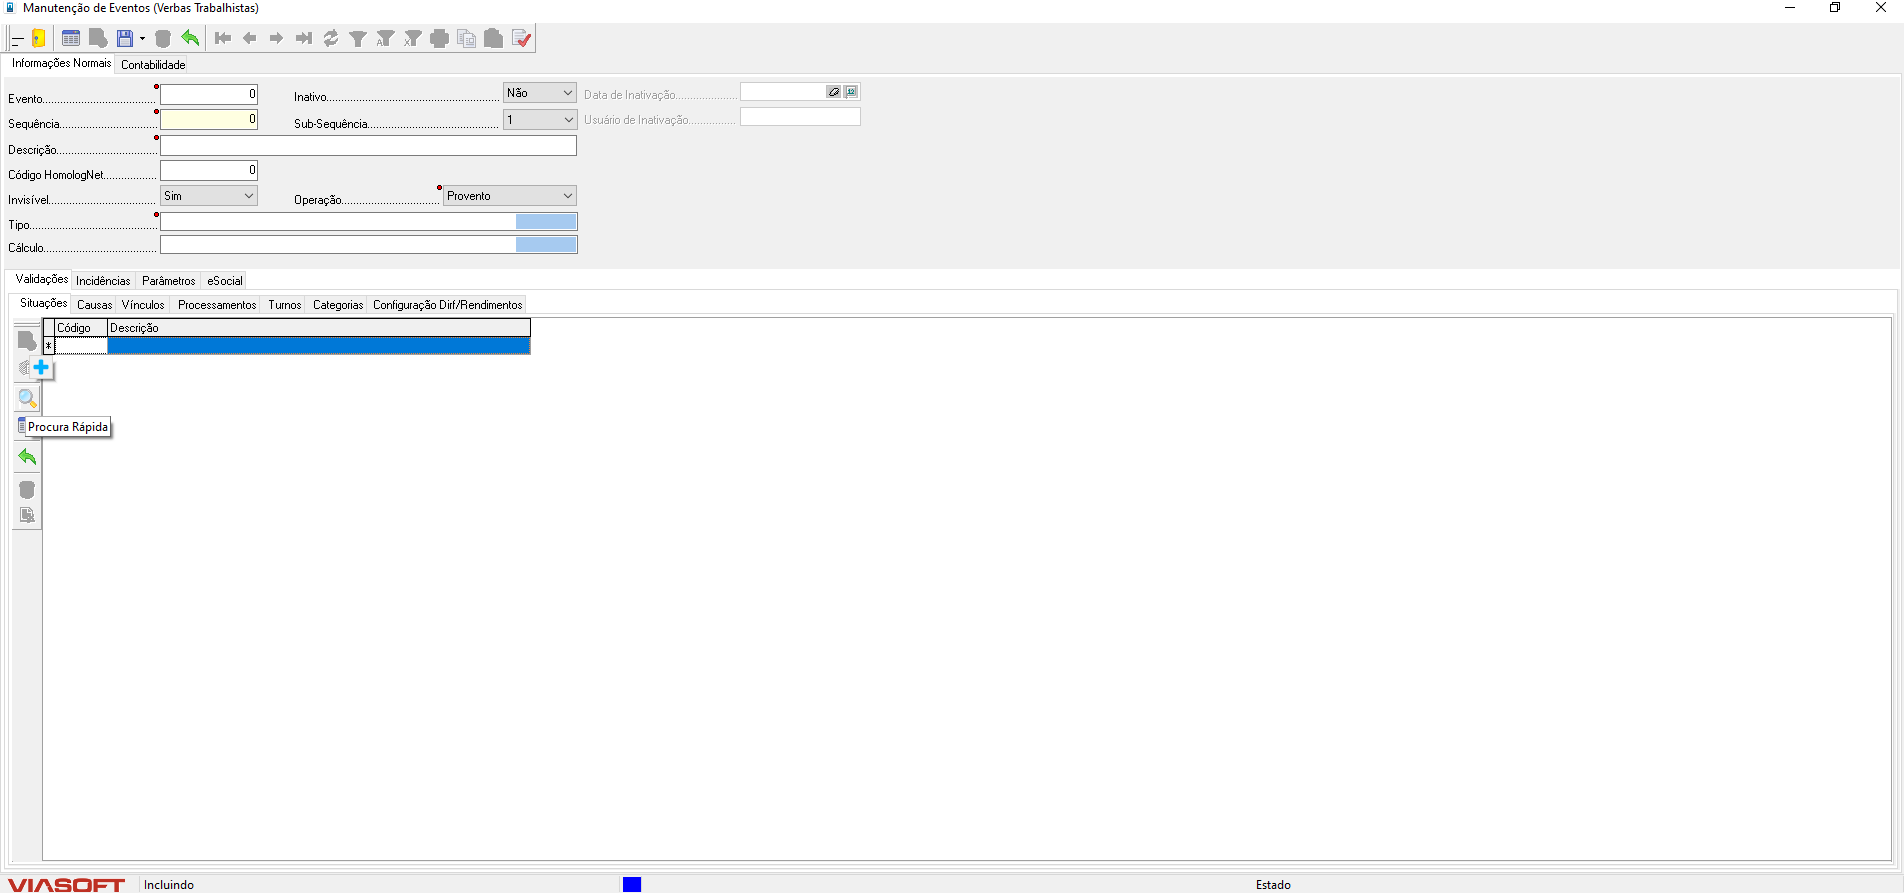 Manutenção de Eventos (Verbas Trabalhistas)
Informações Normais Contabilidade
Evento 0 Inativo Não Data de Inativação
Sequência 0 Sub-Sequência 1 Usuário de Inativação
Descrição
Código HomologNet 0
Invisível Sim Operação Provento
Tipo
Cálculo
Validações Incidências Parâmetros eSocial
Situações Causas Vínculos Processamentos Turnos Categorias Configuração Dirf/Rendimentos
Código Descrição
*
Procura Rápida
VIASOFT Incluindo Estado